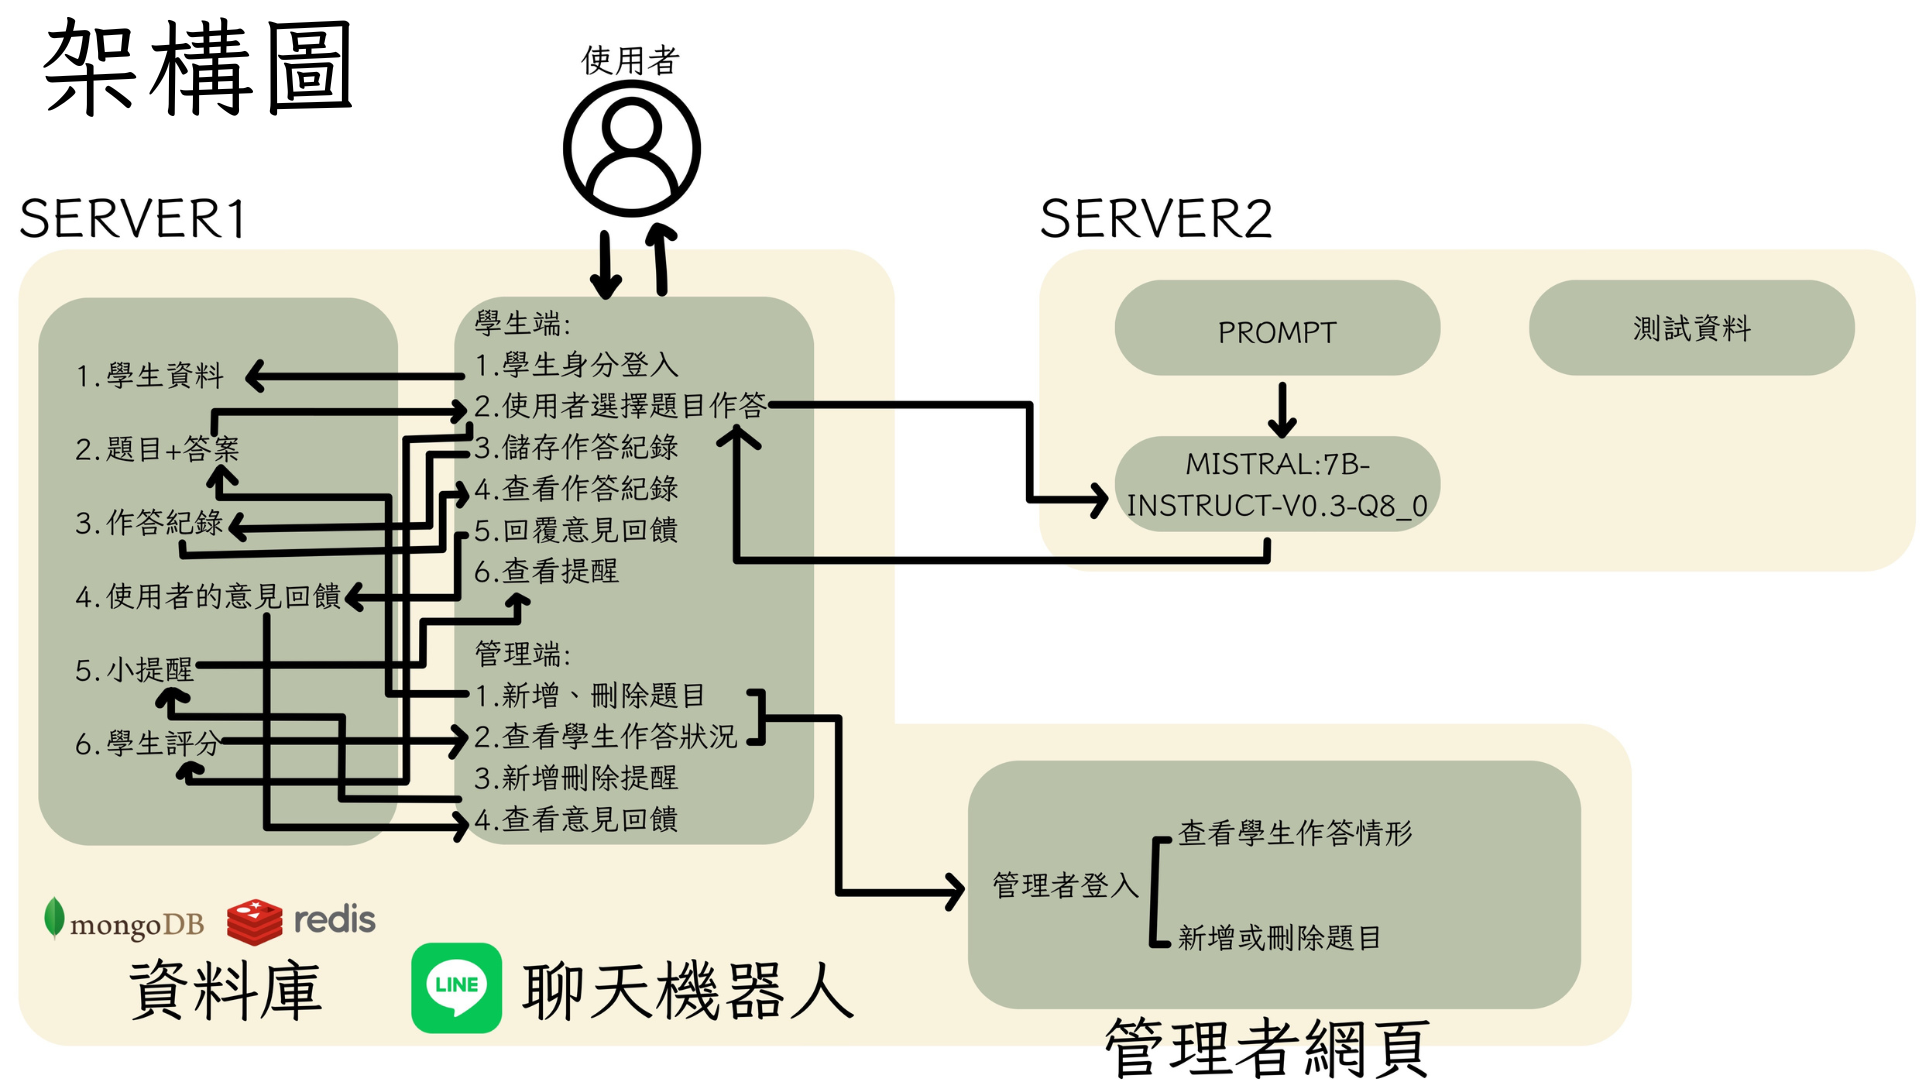 架構圖
使用者
SERVER1
1.學生資料
2.題目+答案
3.作答紀錄
4.使用者的意見回饋
5.小提醒
6.學生評分
mongoDB
redis
資料庫
學生端:
1.學生身分登入
2.使用者選擇題目作答
3.儲存作答紀錄
4.查看作答紀錄
5.回覆意見回饋
6.查看提醒
管理端:
1.新增、刪除題目
2.查看學生作答狀況
3.新增刪除提醒
4.查看意見回饋
LINE
聊天機器人
SERVER2
PROMPT
測試資料
MISTRAL:7B-
INSTRUCT-V0.3-Q8_0
管理者登入
查看學生作答情形
新增或刪除題目
管理者網頁